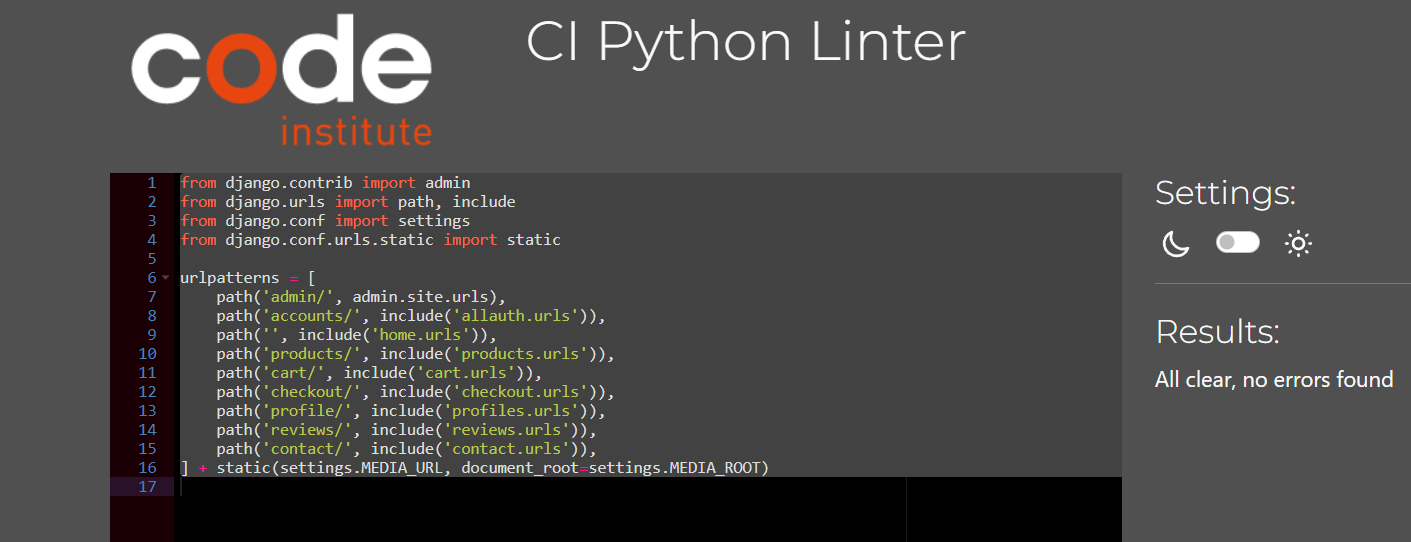 code
institute
CI Python Linter
1 from django.contrib import admin
2 from django.urls import path, include
3 from django.conf import settings
4 from django.conf.urls.static import static
5
6 urlpatterns = [
7     path('admin/', admin.site.urls),
8     path('accounts/', include('allauth.urls')),
9     path('', include('home.urls')),
10     path('products/', include('products.urls')),
11     path('cart/', include('cart.urls')),
12     path('checkout/', include('checkout.urls')),
13     path('profile/', include('profiles.urls')),
14     path('reviews/', include('reviews.urls')),
15     path('contact/', include('contact.urls')),
16 ] + static(settings.MEDIA_URL, document_root=settings.MEDIA_ROOT)
17
Settings:
Results:
All clear, no errors found